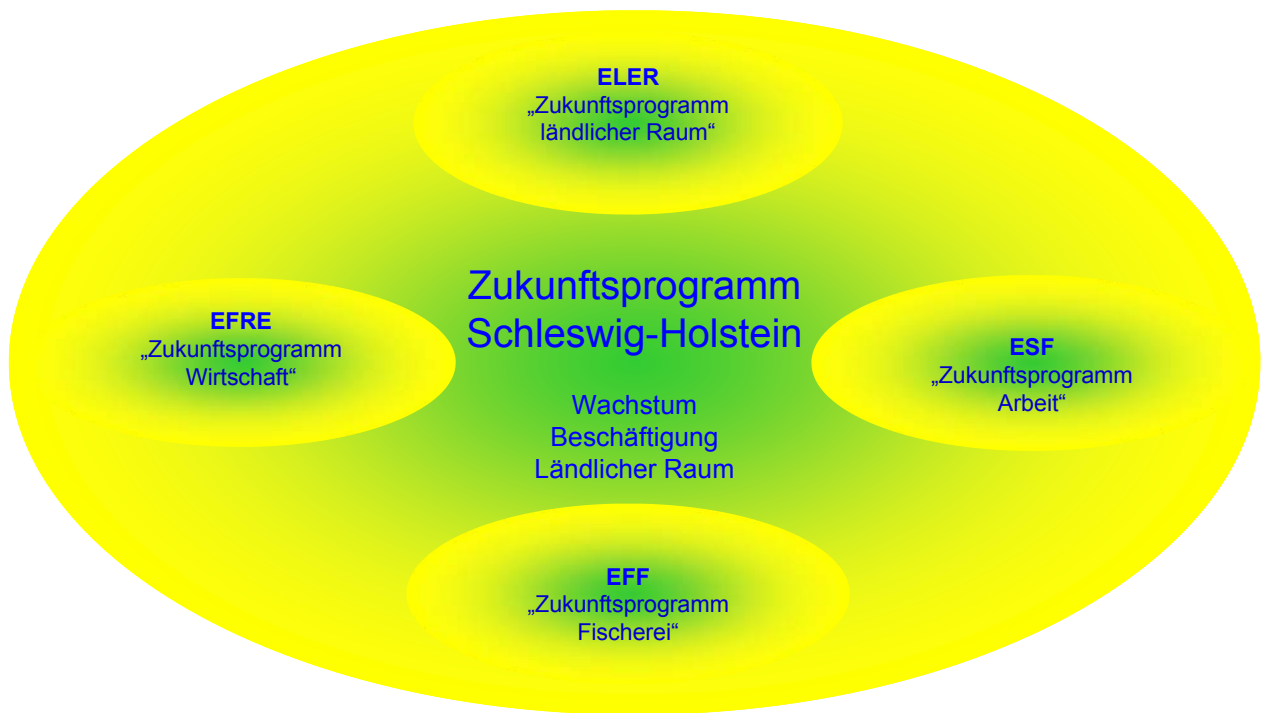 ELER
„Zukunftsprogramm
ländlicher Raum“
Zukunftsprogramm
Schleswig-Holstein
Wachstum
Beschäftigung
Ländlicher Raum
EFRE
„Zukunftsprogramm
Wirtschaft“
ESF
„Zukunftsprogramm
Arbeit“
EFF
„Zukunftsprogramm
Fischerei“